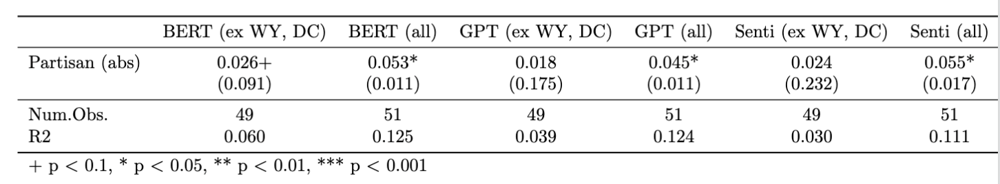 BERT (ex WY, DC) BERT (all) GPT (ex WY, DC) GPT (all) Senti (ex WY, DC) Senti (all)
Partisan (abs) 0.026+ 0.053* 0.018 0.045* 0.024 0.055*
(0.091) (0.011) (0.175) (0.011) (0.232) (0.017)
Num.Obs. 49 51 49 51 49 51
R2 0.060 0.125 0.039 0.124 0.030 0.111
+ p < 0.1, * p < 0.05, ** p < 0.01, *** p < 0.001